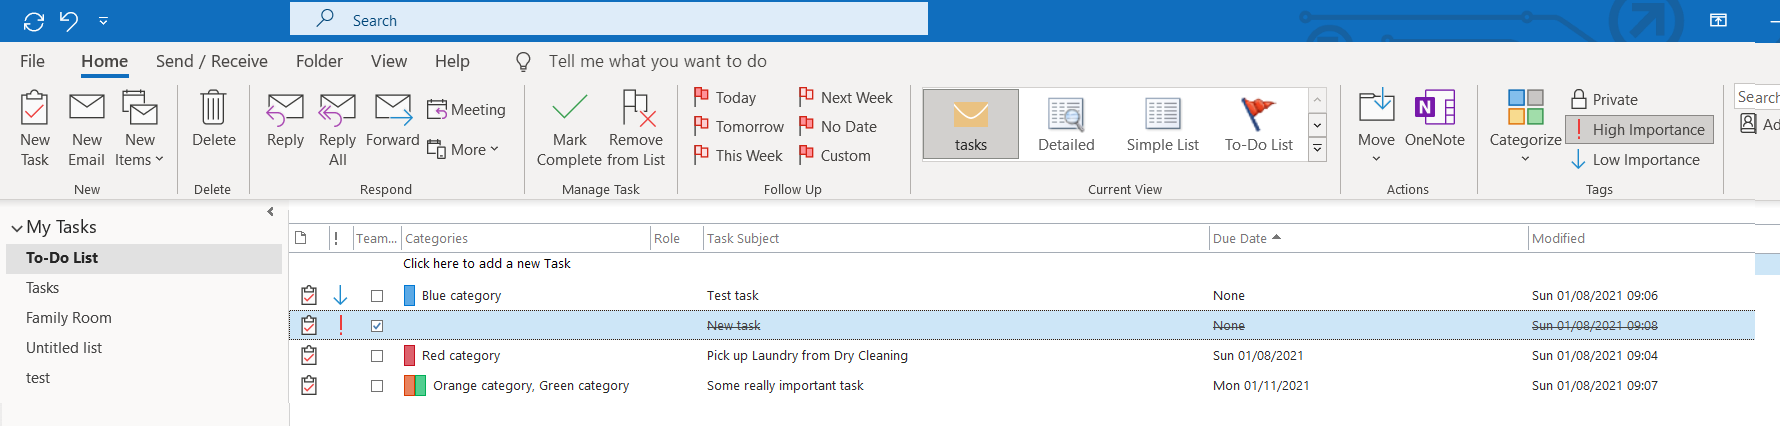 Search
File Home Send / Receive Folder View Help Tell me what you want to do
New Task
New Email
New Items
New
Delete
Delete
Reply
Reply All
Forward
Meeting
More
Respond
Mark Complete
Remove from List
Manage Task
Today
Tomorrow
This Week
Next Week
No Date
Custom
Follow Up
tasks
Detailed
Simple List
To-Do List
Current View
Move
OneNote
Actions
Categorize
Private
High Importance
Low Importance
Tags
Search
Ad
My Tasks
To-Do List
Tasks
Family Room
Untitled list
test
! Team... Categories Role Task Subject Due Date Modified
Click here to add a new Task
Blue category Test task None Sun 01/08/2021 09:06
New task None Sun 01/08/2021 09:08
Red category Pick up Laundry from Dry Cleaning Sun 01/08/2021 Sun 01/08/2021 09:04
Orange category, Green category Some really important task Mon 01/11/2021 Sun 01/08/2021 09:07